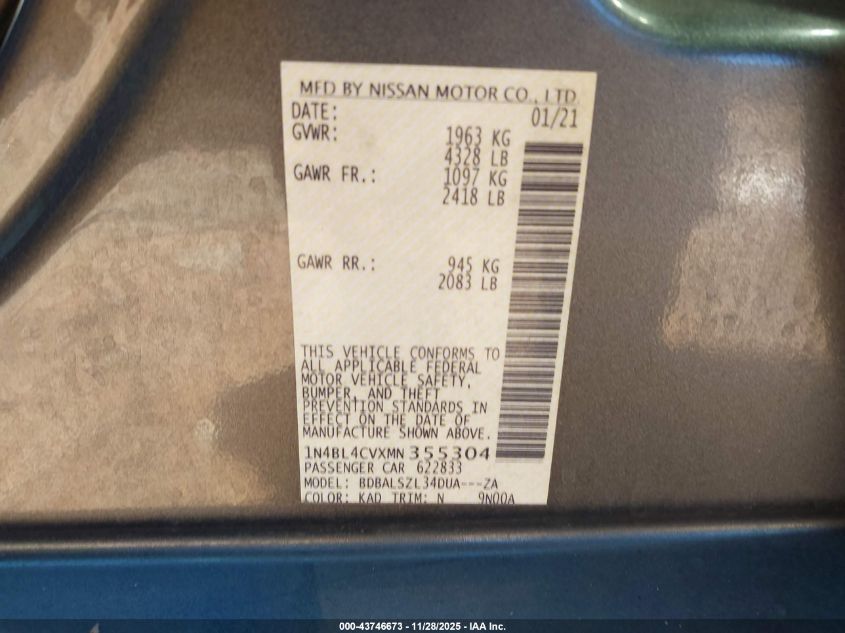 MFD BY NISSAN MOTOR CO., LTD.
DATE: 01/21
GVWR: 1963 KG
4328 LB
GAWR FR.: 1097 KG
2418 LB
GAWR RR.: 945 KG
2083 LB
THIS VEHICLE CONFORMS TO
ALL APPLICABLE FEDERAL
MOTOR VEHICLE SAFETY,
BUMPER, AND THEFT
PREVENTION STANDARDS IN
EFFECT ON THE DATE OF
MANUFACTURE SHOWN ABOVE.
1N4BL4CVXMN355304
PASSENGER CAR 622833
MODEL: BDBALSZL34DUA---ZA
COLOR: KAD TRIM: N 9N00A
000-43746673 - 11/28/2025 - IAA Inc.